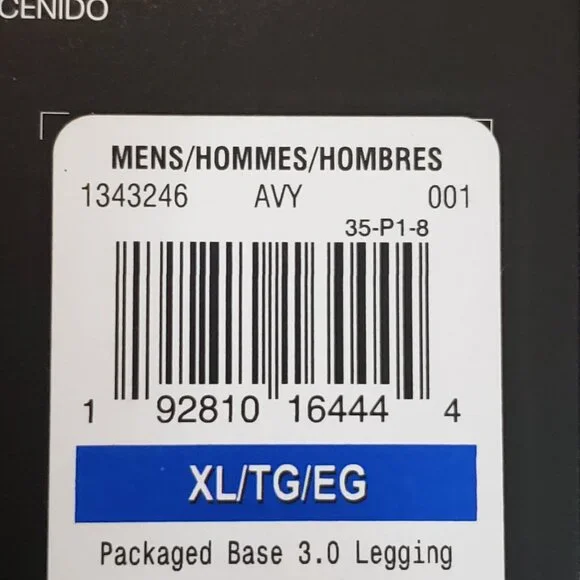 CENIDO
MENS/HOMMES/HOMBRES
1343246 AVY 001
35-P1-8
1 92810 16444 4
XL/TG/EG
Packaged Base 3.0 Legging